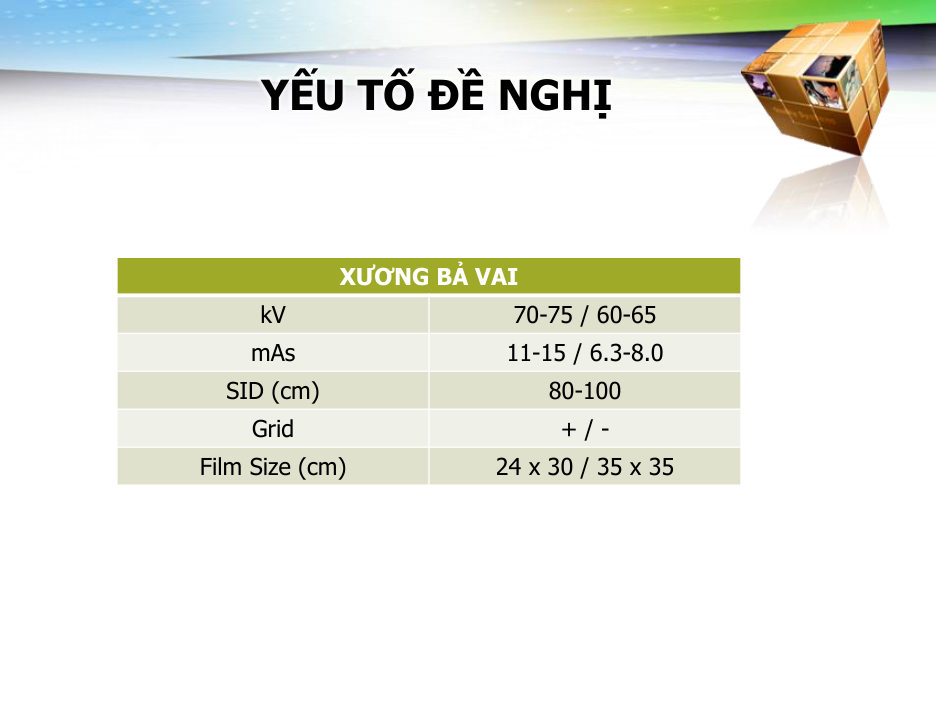 YẾU TỐ ĐỀ NGHỊ
XƯƠNG BẢ VAI
kV 70-75 / 60-65
mAs 11-15 / 6.3-8.0
SID (cm) 80-100
Grid + / -
Film Size (cm) 24 x 30 / 35 x 35